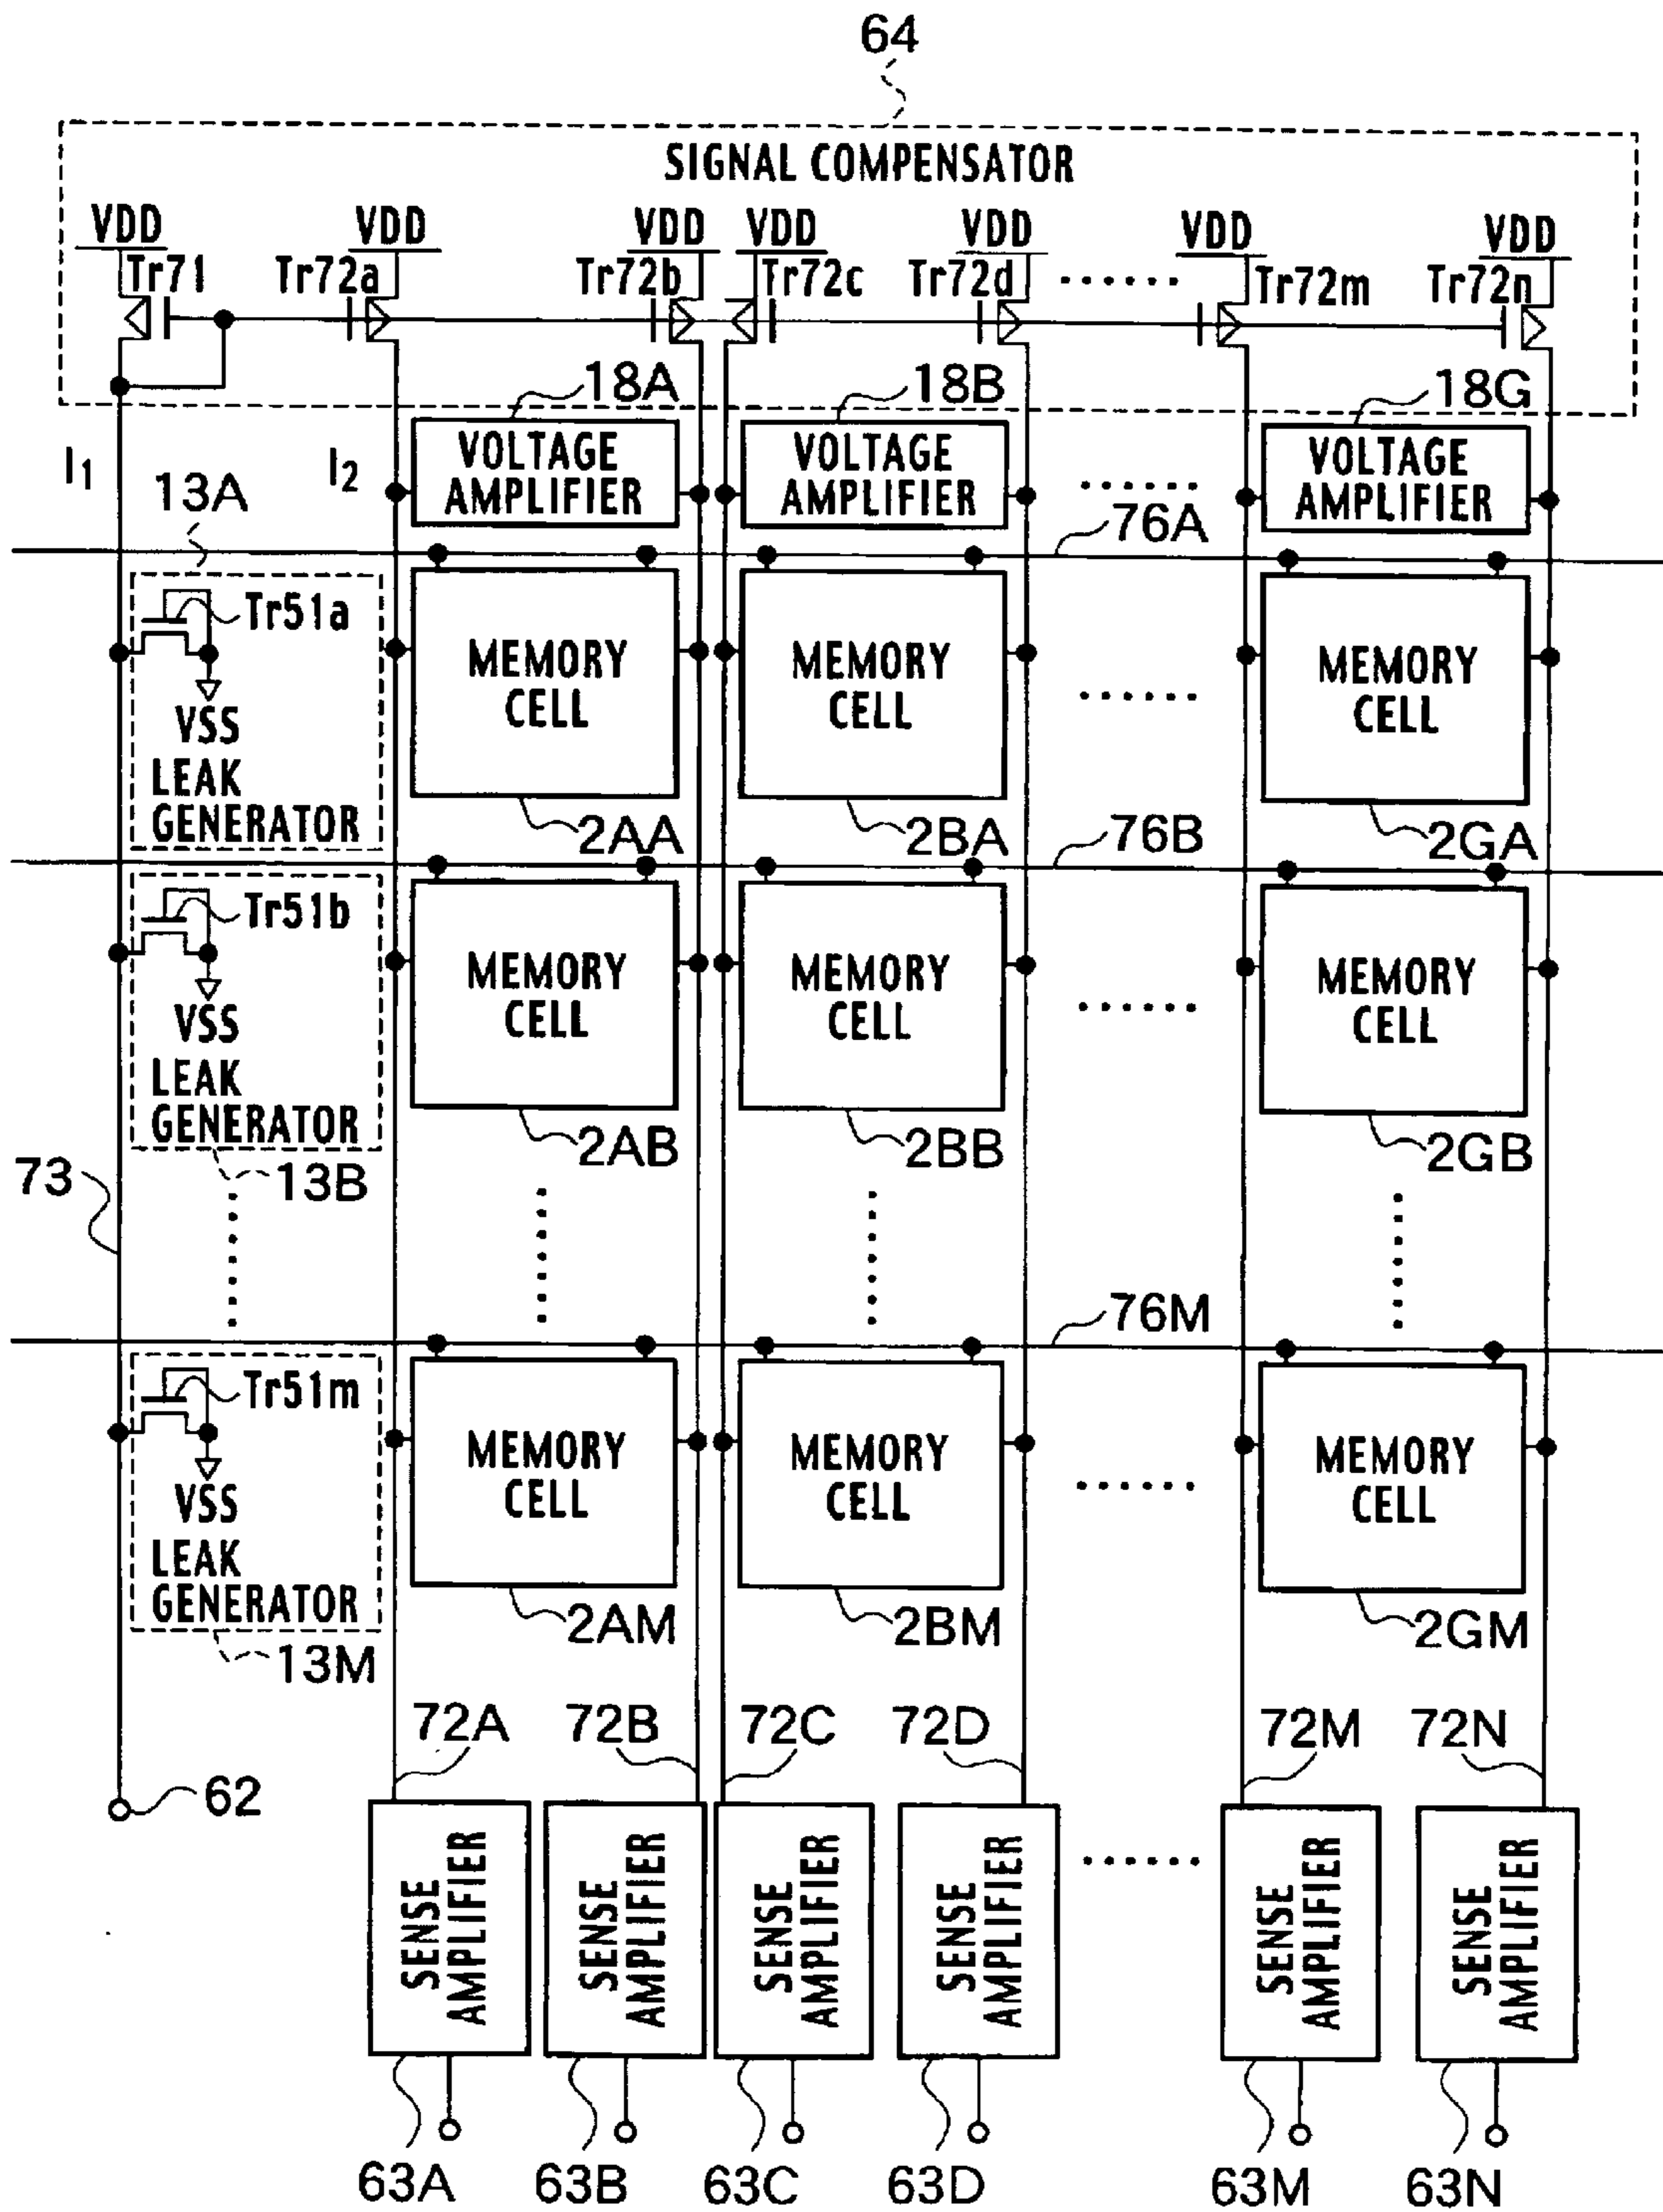 64
SIGNAL COMPENSATOR
VDD VDD VDD VDD VDD VDD VDD
Tr71 Tr72a Tr72b Tr72c Tr72d ...... Tr72m Tr72n
18A 18B 18G
I1 I2
VOLTAGE AMPLIFIER
VOLTAGE AMPLIFIER
......
VOLTAGE AMPLIFIER
13A
76A
Tr51a
VSS
LEAK
GENERATOR
MEMORY
CELL
MEMORY
CELL
......
MEMORY
CELL
2AA 2BA 76B 2GA
Tr51b
VSS
LEAK
GENERATOR
MEMORY
CELL
MEMORY
CELL
......
MEMORY
CELL
2AB 2BB 2GB
73
13B
76M
Tr51m
VSS
LEAK
GENERATOR
MEMORY
CELL
MEMORY
CELL
......
MEMORY
CELL
2AM 2BM 2GM
13M
72A 72B 72C 72D 72M 72N
62
SENSE
AMPLIFIER
SENSE
AMPLIFIER
SENSE
AMPLIFIER
SENSE
AMPLIFIER
......
SENSE
AMPLIFIER
SENSE
AMPLIFIER
63A 63B 63C 63D 63M 63N